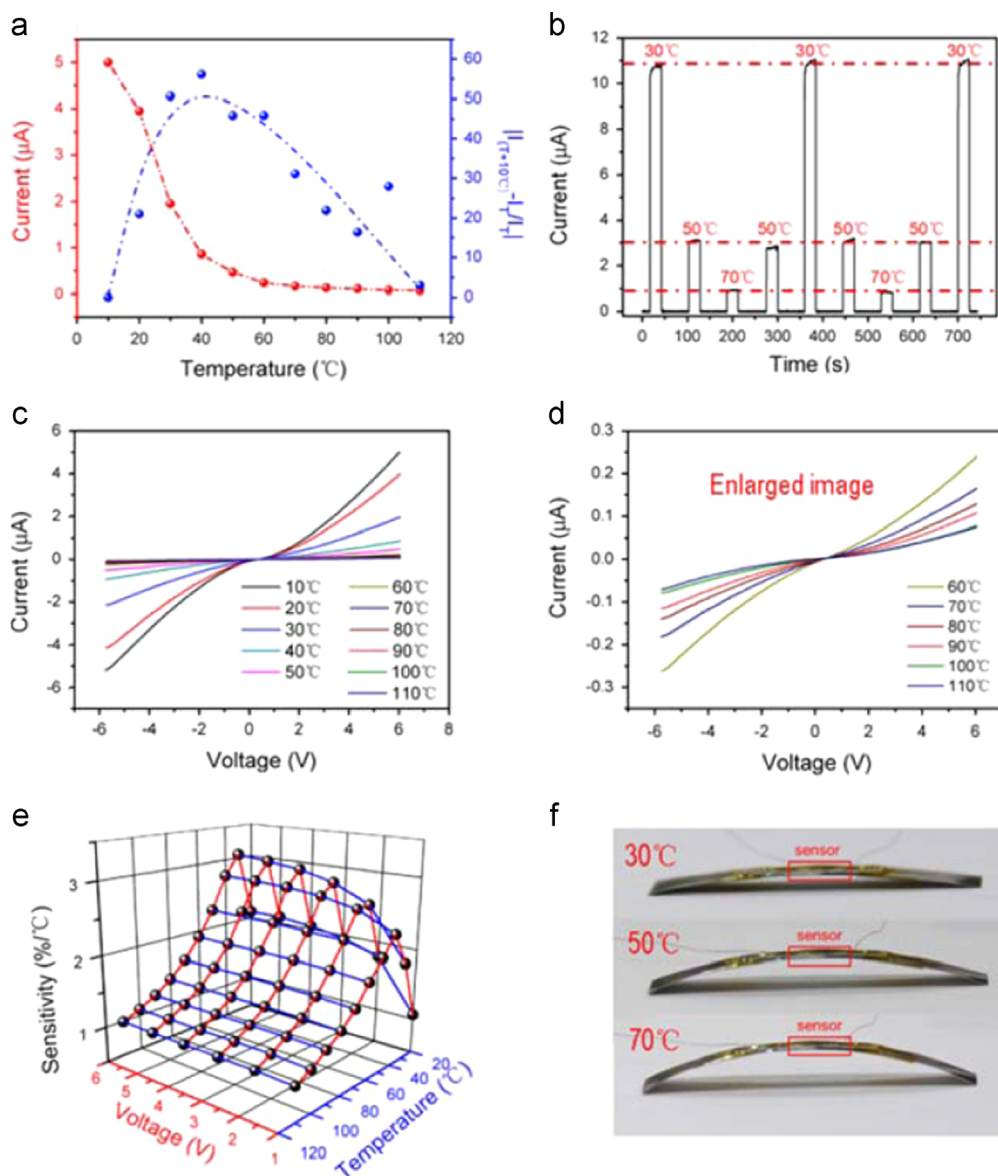 a
Current (μA)
5
4
3
2
1
0
60
50
40
30
20
10
0
|I(T+10℃)-IT/IT|
0 20 40 60 80 100 120
Temperature (℃)
b
Current (μA)
12
10
8
6
4
2
0
30℃ 30℃ 30℃
50℃ 50℃ 50℃ 50℃
70℃ 70℃
0 100 200 300 400 500 600 700
Time (s)
c
Current (μA)
6
4
2
0
-2
-4
-6
10℃ 60℃
20℃ 70℃
30℃ 80℃
40℃ 90℃
50℃ 100℃
110℃
-6 -4 -2 0 2 4 6 8
Voltage (V)
d
Current (μA)
0.3
0.2
0.1
0.0
-0.1
-0.2
-0.3
Enlarged image
60℃
70℃
80℃
90℃
100℃
110℃
-6 -4 -2 0 2 4 6
Voltage (V)
e
Sensitivity (%/℃)
3
2
1
6 5 4 3 2 1
Voltage (V)
120 100 80 60 40 20
Temperature (℃)
f
30℃
sensor
50℃
sensor
70℃
sensor